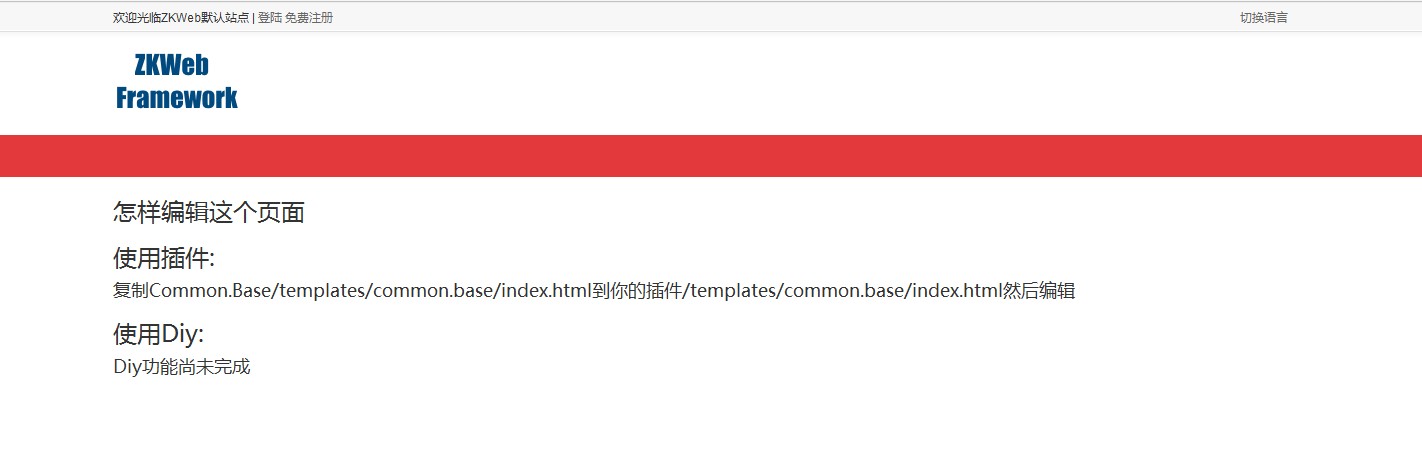 欢迎光临ZKWeb默认站点 | 登陆 免费注册 切换语言
ZKWeb
Framework
怎样编辑这个页面
使用插件:
复制Common.Base/templates/common.base/index.html到你的插件/templates/common.base/index.html然后编辑
使用Diy:
Diy功能尚未完成